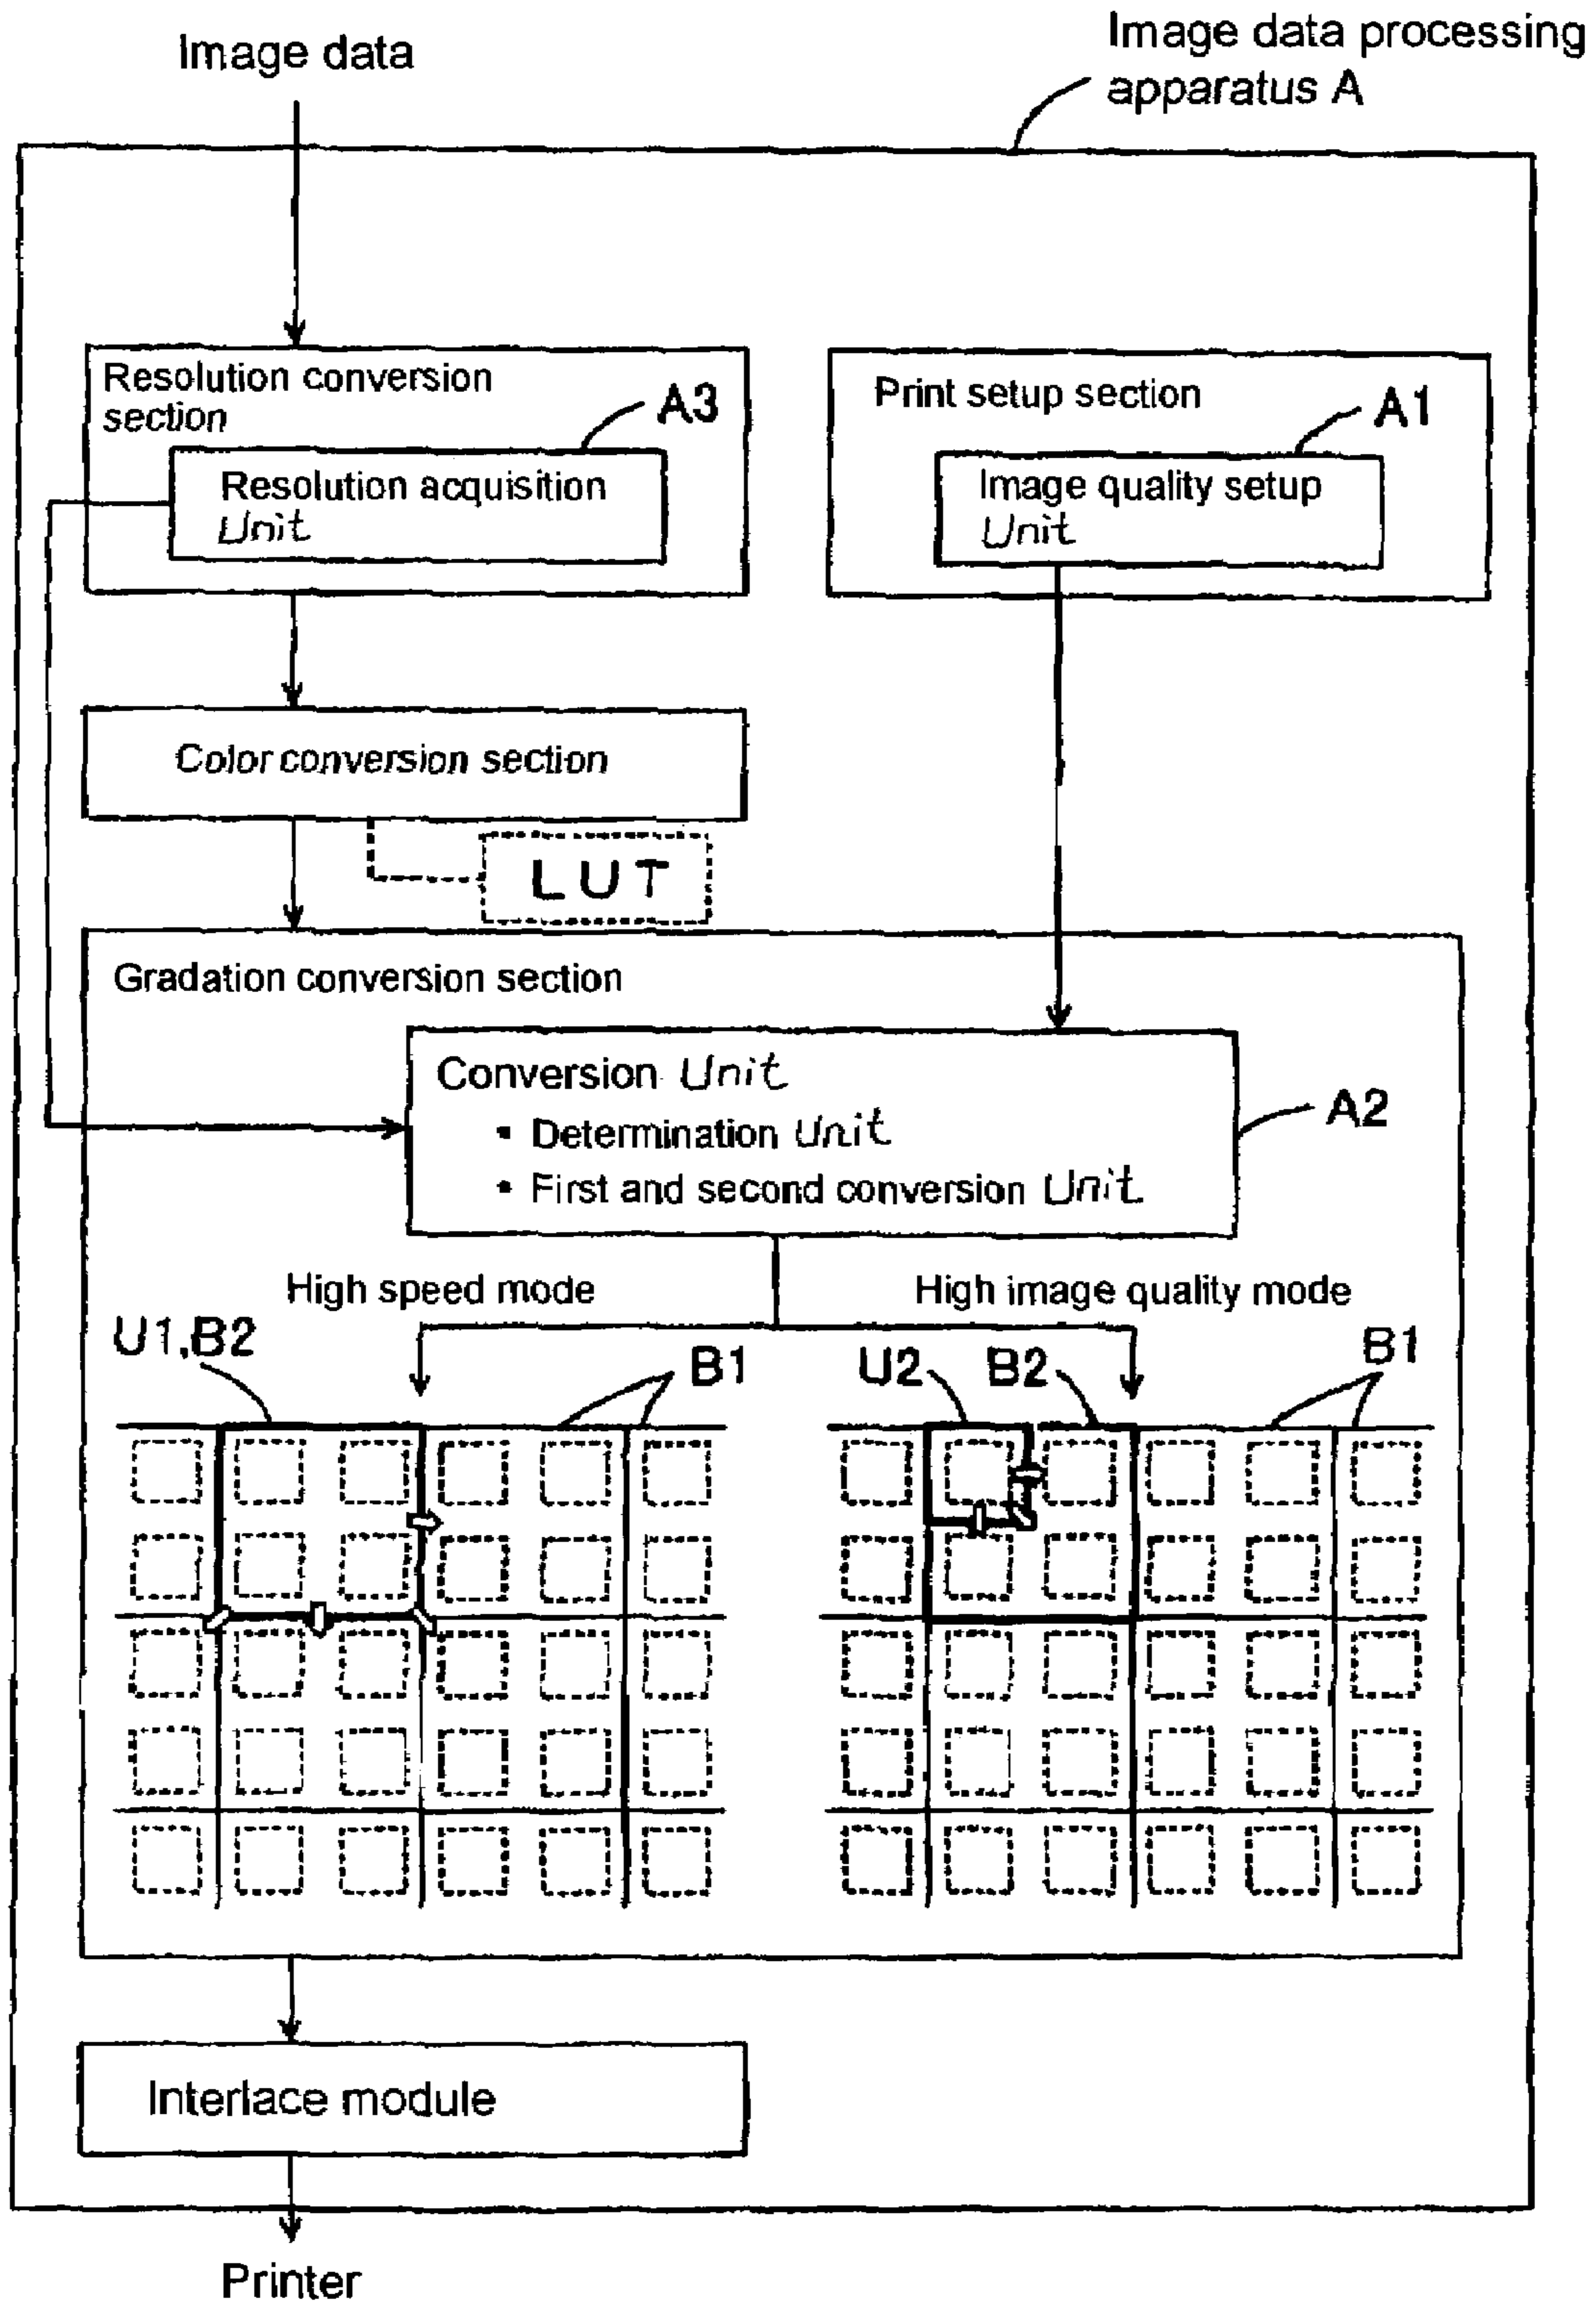 Image data
Image data processing
apparatus A
Resolution conversion
section
A3
Resolution acquisition
Unit
Print setup section
A1
Image quality setup
Unit
Color conversion section
LUT
Gradation conversion section
Conversion Unit
• Determination Unit
• First and second conversion Unit
A2
High speed mode
High image quality mode
U1,B2
B1
U2
B2
B1
Interlace module
Printer